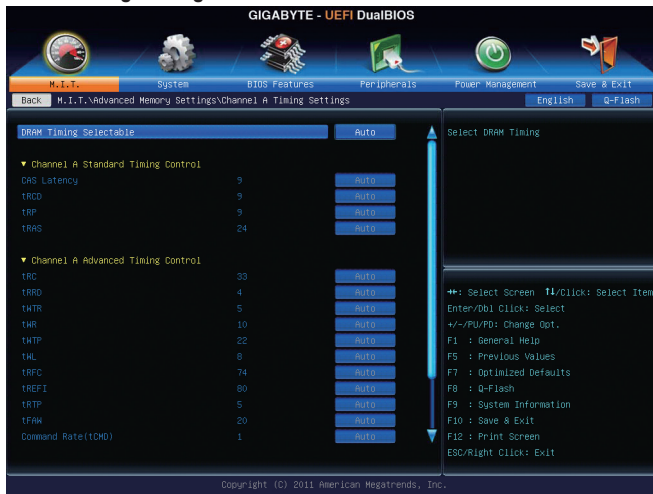 GIGABYTE - UEFI DualBIOS
M.I.T. System BIOS Features Peripherals Power Management Save & Exit
Back M.I.T.\Advanced Memory Settings\Channel A Timing Settings English Q-Flash
DRAM Timing Selectable Auto
▼ Channel A Standard Timing Control
CAS Latency 9 Auto
tRCD 9 Auto
tRP 9 Auto
tRAS 24 Auto
▼ Channel A Advanced Timing Control
tRC 33 Auto
tRRD 4 Auto
tWTR 5 Auto
tWR 10 Auto
tWTP 22 Auto
tWL 8 Auto
tRFC 74 Auto
tREFI 80 Auto
tRTP 5 Auto
tFAW 20 Auto
Command Rate(tCMD) 1 Auto
Select DRAM Timing
→←: Select Screen ↑↓/Click: Select Item
Enter/Dbl Click: Select
+/-/PU/PD: Change Opt.
F1 : General Help
F5 : Previous Values
F7 : Optimized Defaults
F8 : Q-Flash
F9 : System Information
F10 : Save & Exit
F12 : Print Screen
ESC/Right Click: Exit
Copyright (C) 2011 American Megatrends, Inc.